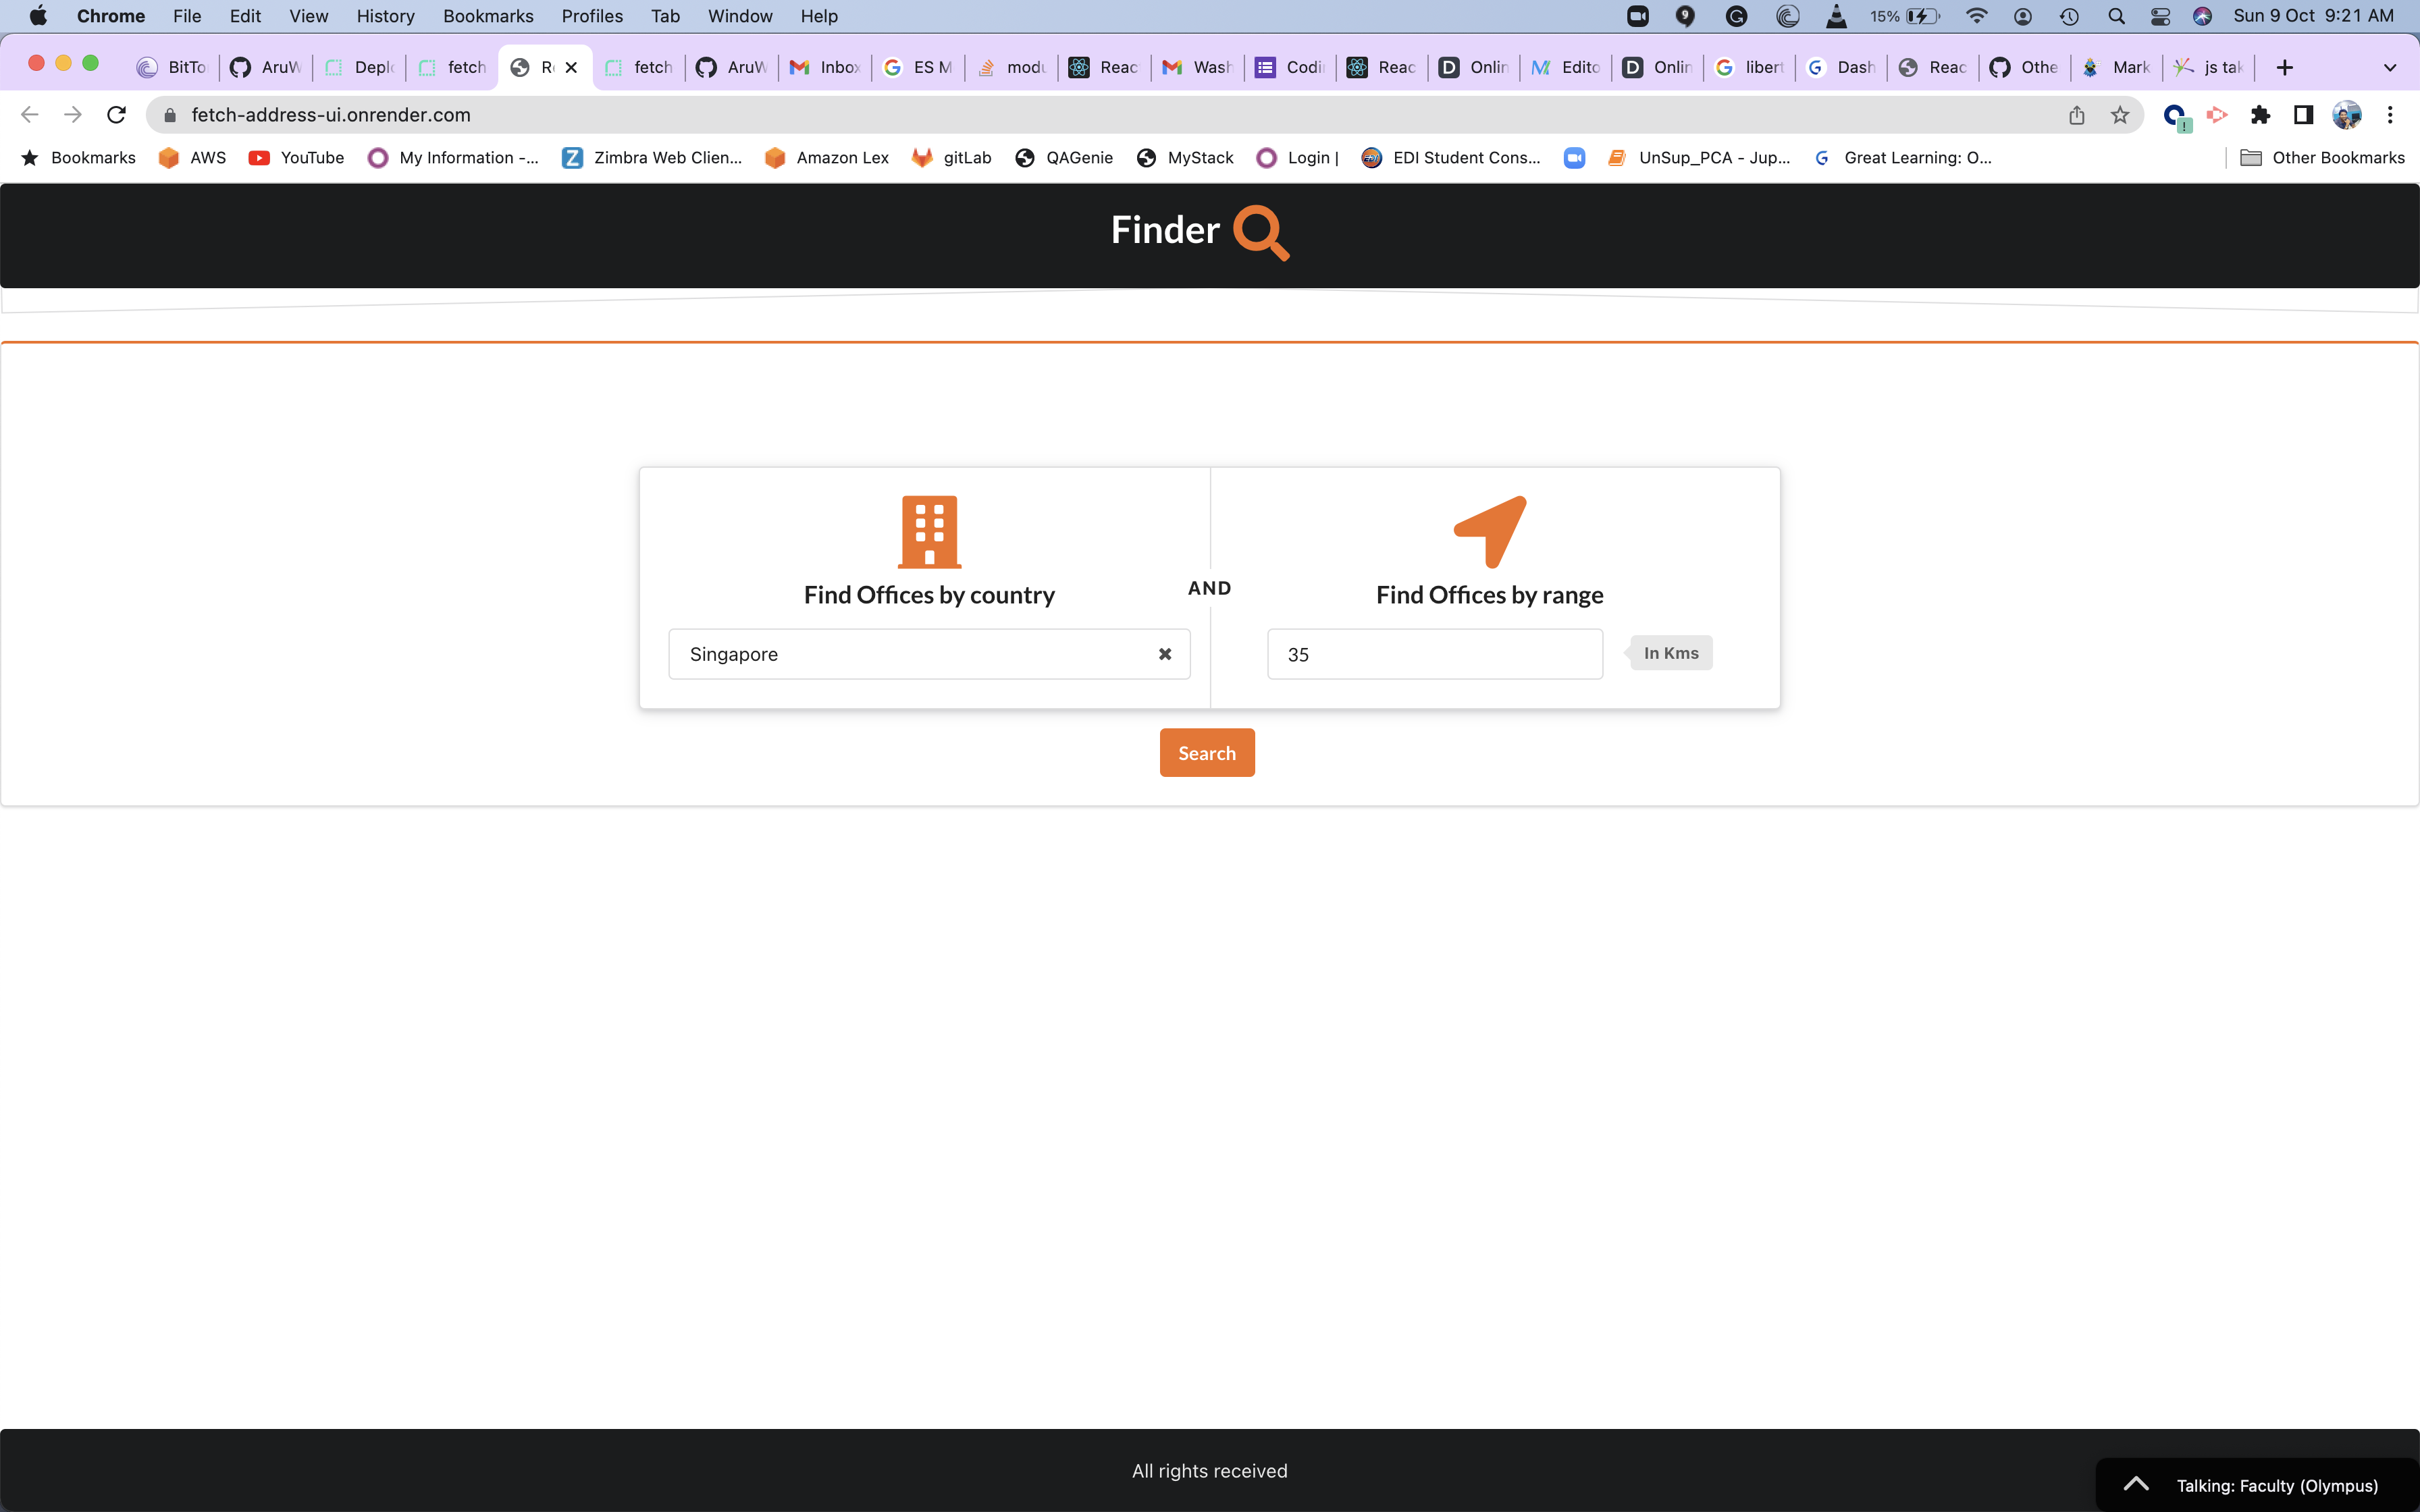 Chrome File Edit View History Bookmarks Profiles Tab Window Help 9 15% Sun 9 Oct 9:21 AM
BitTo AruW Deplo fetch Re fetch AruW Inbox ES M modu Reac Wash Codi Reac Onlin Edito Onlin libert Dash Reac Othe Mark js tak
fetch-address-ui.onrender.com
Bookmarks AWS YouTube My Information -... Zimbra Web Clien... Amazon Lex gitLab QAGenie MyStack Login | EDI Student Cons... UnSup_PCA - Jup... Great Learning: O... Other Bookmarks
Finder
Find Offices by country
AND
Find Offices by range
Singapore
35
In Kms
Search
All rights received
Talking: Faculty (Olympus)